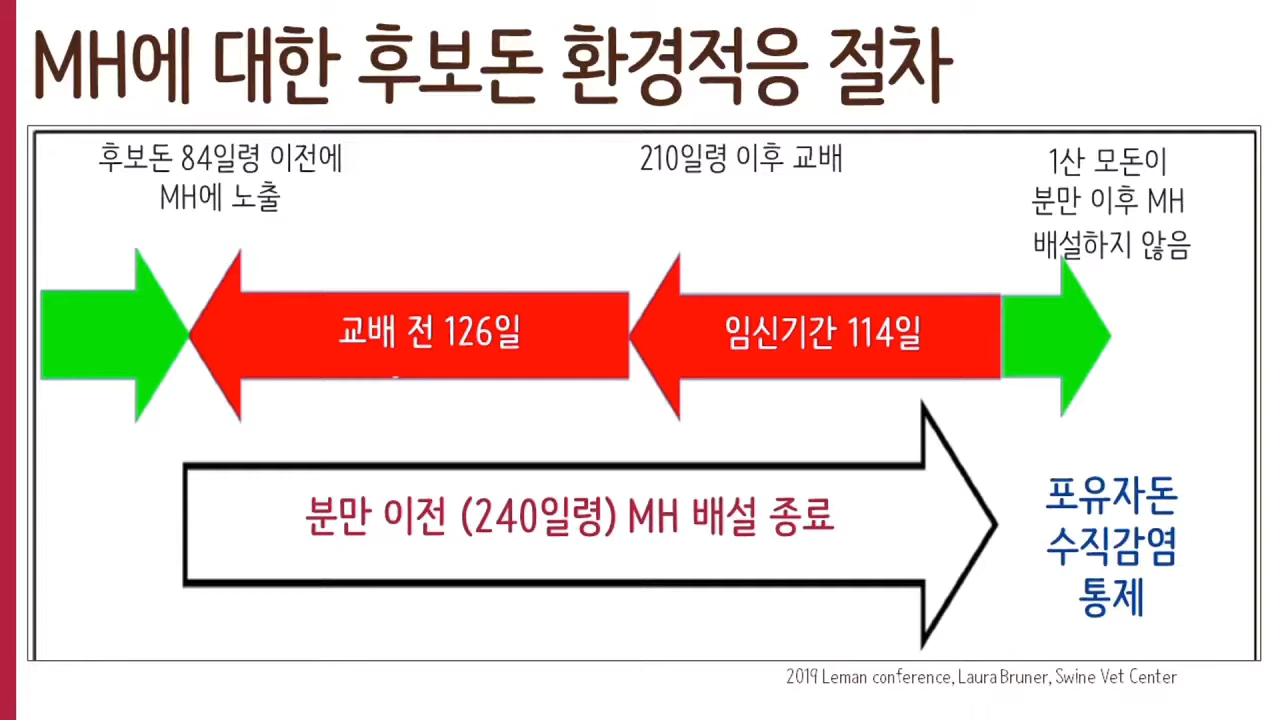 MH에 대한 후보돈 환경적응 절차
후보돈 84일령 이전에
MH에 노출
210일령 이후 교배
1산 모돈이
분만 이후 MH
배설하지 않음
교배 전 126일
임신기간 114일
분만 이전 (240일령) MH 배설 종료
포유자돈
수직감염
통제
2019 Leman conference, Laura Bruner, Swine Vet Center